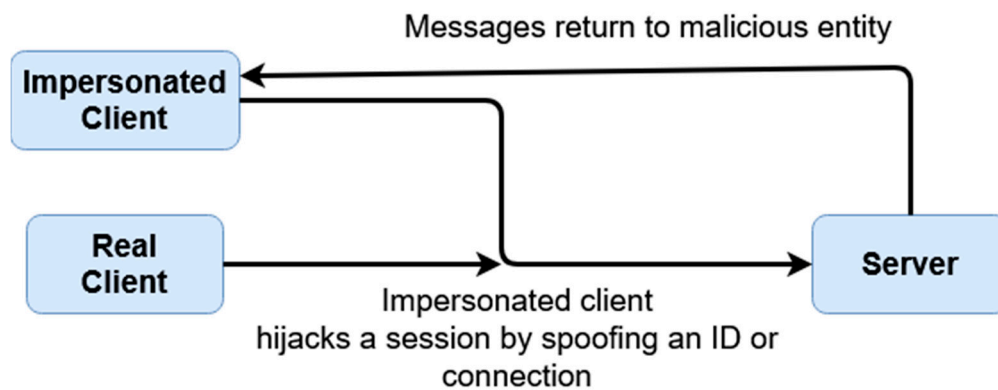 Messages return to malicious entity
Impersonated
Client
Real
Client
Server
Impersonated client
hijacks a session by spoofing an ID or
connection